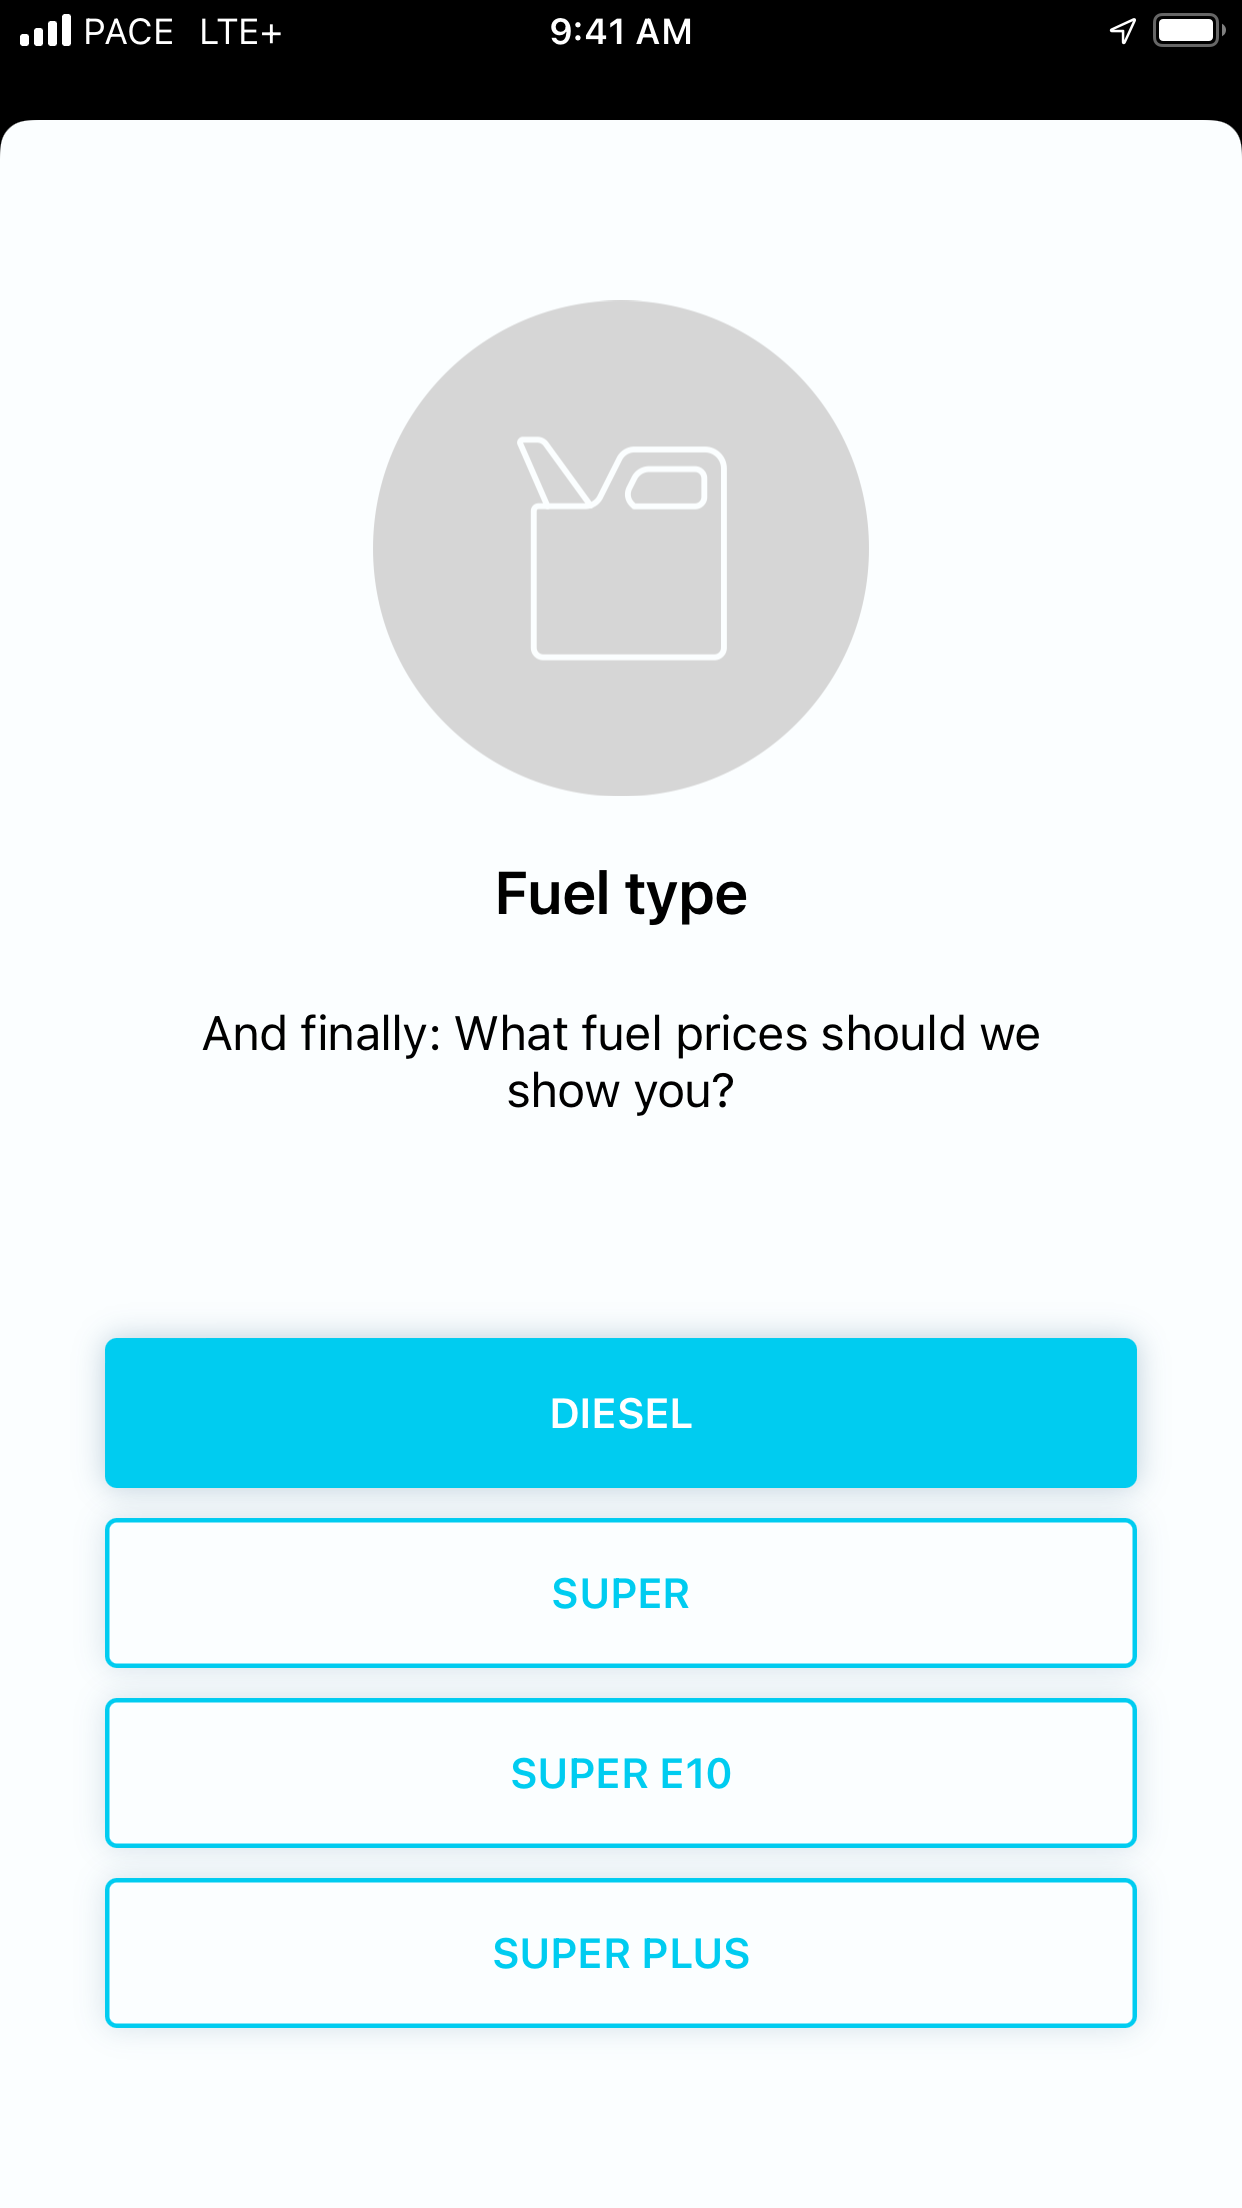 PACE LTE+ 9:41 AM
Fuel type
And finally: What fuel prices should we
show you?
DIESEL
SUPER
SUPER E10
SUPER PLUS